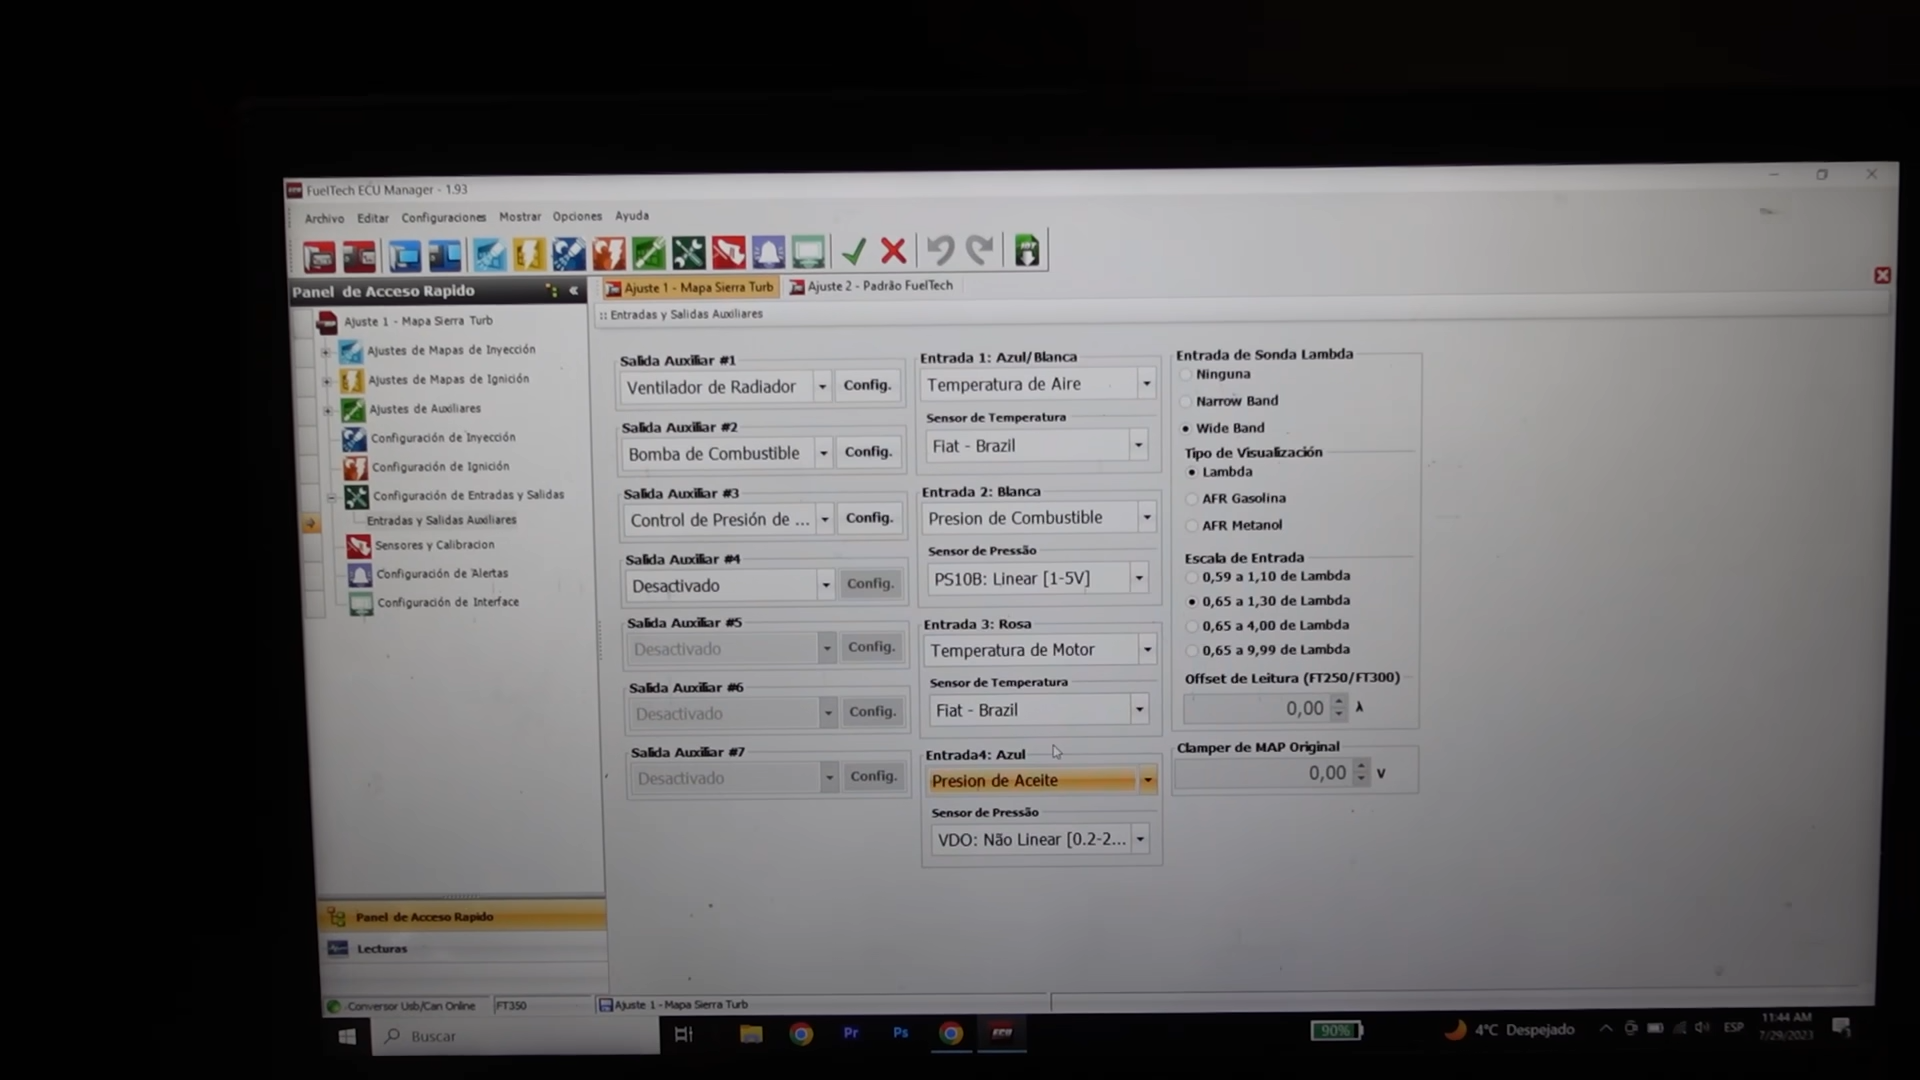 FuelTech ECU Manager - 1.93
Archivo Editar Configuraciones Mostrar Opciones Ayuda
Panel de Acceso Rapido
Ajuste 1 - Mapa Sierra Turb
Ajustes de Mapas de Inyección
Ajustes de Mapas de Ignición
Ajustes de Auxiliares
Configuración de Inyección
Configuración de Ignición
Configuración de Entradas y Salidas
Entradas y Salidas Auxiliares
Sensores y Calibracion
Configuración de Alertas
Configuración de Interface
Panel de Acceso Rapido
Lecturas
Ajuste 1 - Mapa Sierra Turb
Ajuste 2 - Padrão FuelTech
:: Entradas y Salidas Auxiliares
Salida Auxiliar #1
Ventilador de Radiador Config.
Salida Auxiliar #2
Bomba de Combustible Config.
Salida Auxiliar #3
Control de Presión de ... Config.
Salida Auxiliar #4
Desactivado Config.
Salida Auxiliar #5
Desactivado Config.
Salida Auxiliar #6
Desactivado Config.
Salida Auxiliar #7
Desactivado Config.
Entrada 1: Azul/Blanca
Temperatura de Aire
Sensor de Temperatura
Fiat - Brazil
Entrada 2: Blanca
Presion de Combustible
Sensor de Pressão
PS10B: Linear [1-5V]
Entrada 3: Rosa
Temperatura de Motor
Sensor de Temperatura
Fiat - Brazil
Entrada4: Azul
Presion de Aceite
Sensor de Pressão
VDO: Não Linear [0.2-2...
Entrada de Sonda Lambda
Ninguna
Narrow Band
Wide Band
Tipo de Visualización
Lambda
AFR Gasolina
AFR Metanol
Escala de Entrada
0,59 a 1,10 de Lambda
0,65 a 1,30 de Lambda
0,65 a 4,00 de Lambda
0,65 a 9,99 de Lambda
Offset de Leitura (FT250/FT300)
0,00 λ
Clamper de MAP Original
0,00 v
-Conversor Usb/Can Online FT350 Ajuste 1 - Mapa Sierra Turb
Buscar
Pr Ps ECU
90%
4°C Despejado
ESP
11:44 AM
7/29/2023